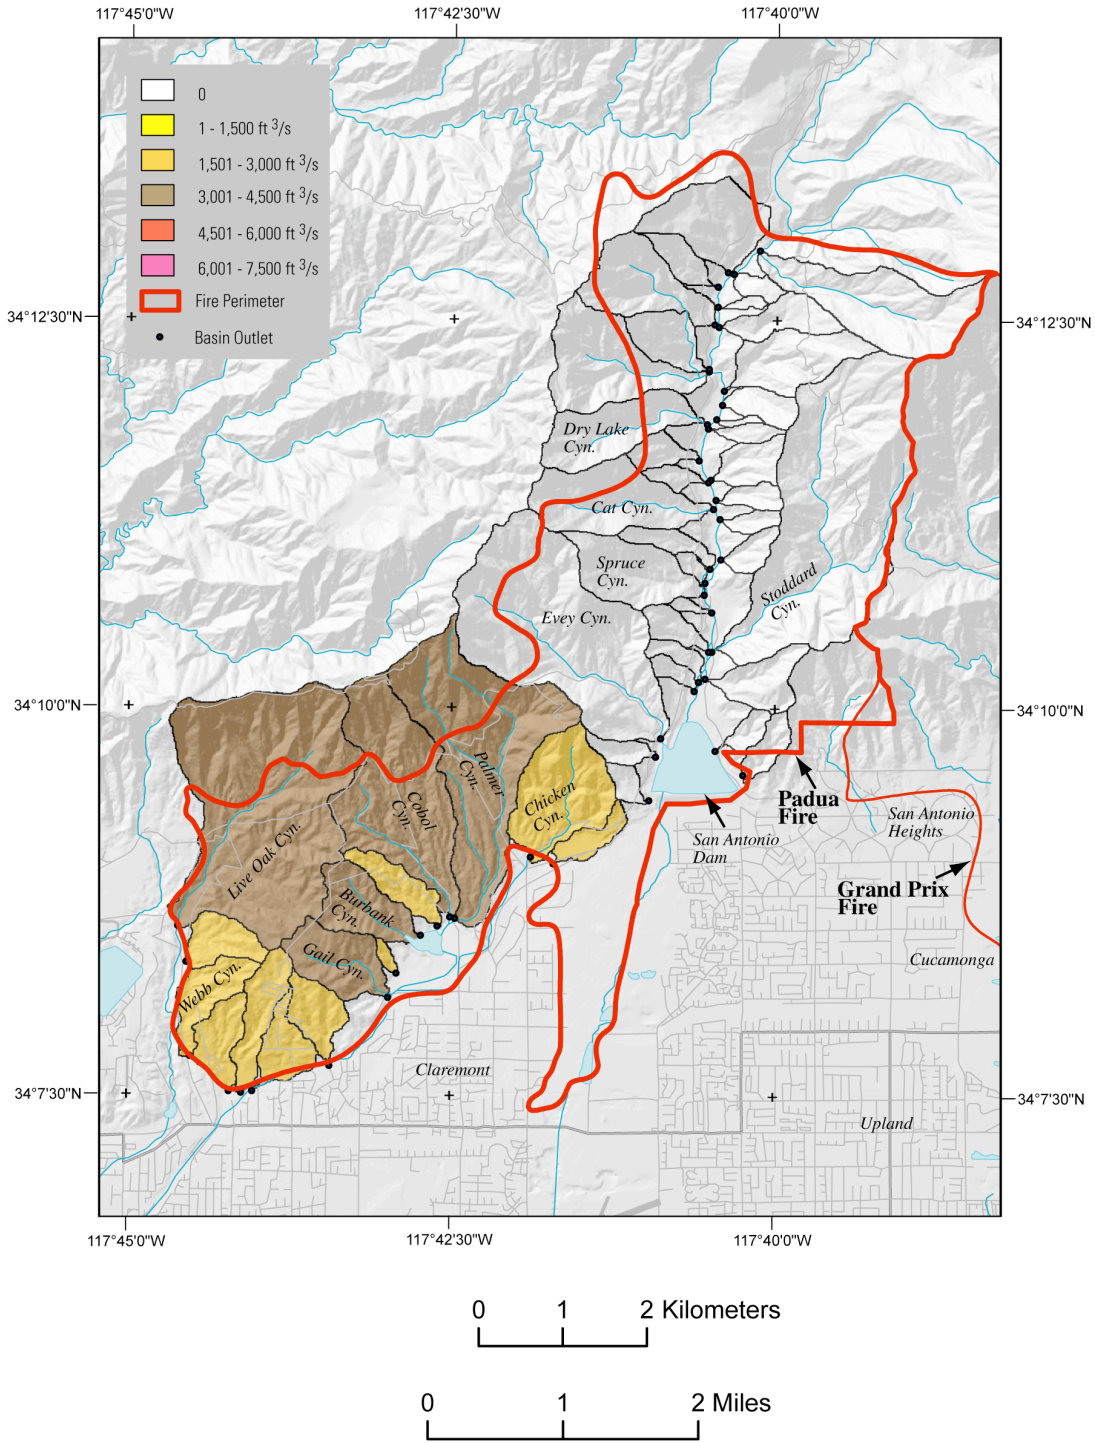 117°45'0"W
117°42'30"W
117°40'0"W
0
1 - 1,500 ft 3/s
1,501 - 3,000 ft 3/s
3,001 - 4,500 ft 3/s
4,501 - 6,000 ft 3/s
6,001 - 7,500 ft 3/s
Fire Perimeter
Basin Outlet
34°12'30"N
34°12'30"N
Dry Lake
Cyn.
Cat Cyn.
Spruce
Cyn.
Evey Cyn.
Stoddard
Cyn.
34°10'0"N
34°10'0"N
Palmer
Cyn.
Cobal
Cyn.
Chicken
Cyn.
Live Oak Cyn.
Burbank
Cyn.
Gail Cyn.
Webb Cyn.
Padua
Fire
San Antonio
Dam
San Antonio
Heights
Grand Prix
Fire
Cucamonga
Claremont
Upland
34°7'30"N
34°7'30"N
117°45'0"W
117°42'30"W
117°40'0"W
0 1 2 Kilometers
0 1 2 Miles